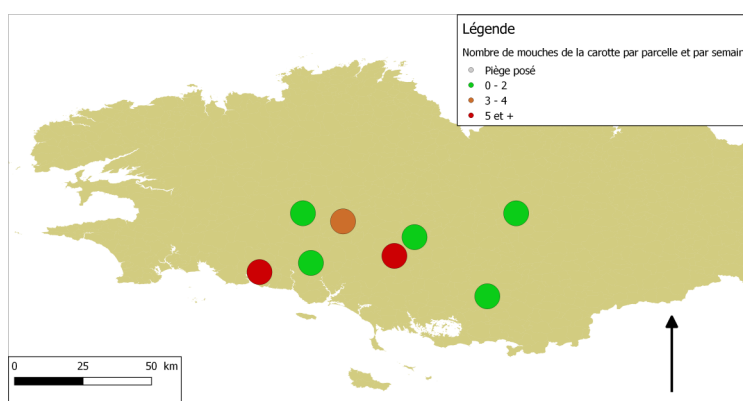 Légende
Nombre de mouches de la carotte par parcelle et par semain
Piège posé
0 - 2
3 - 4
5 et +
0 25 50 km